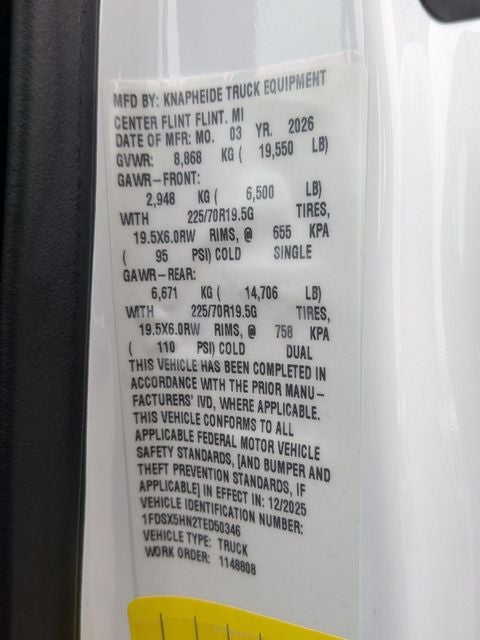 MFD BY: KNAPHEIDE TRUCK EQUIPMENT
CENTER FLINT FLINT. MI
DATE OF MFR: MO. 03 YR. 2026
GVWR: 8,868 KG ( 19,550 LB)
GAWR-FRONT:
2,948 KG ( 6,500 LB)
WITH 225/70R19.5G TIRES,
19.5X6.0RW RIMS, @ 655 KPA
( 95 PSI) COLD SINGLE
GAWR-REAR:
6,671 KG ( 14,706 LB)
WITH 225/70R19.5G TIRES,
19.5X6.0RW RIMS, @ 758 KPA
( 110 PSI) COLD DUAL
THIS VEHICLE HAS BEEN COMPLETED IN
ACCORDANCE WITH THE PRIOR MANU-
FACTURERS' IVD, WHERE APPLICABLE.
THIS VEHICLE CONFORMS TO ALL
APPLICABLE FEDERAL MOTOR VEHICLE
SAFETY STANDARDS, [AND BUMPER AND
THEFT PREVENTION STANDARDS, IF
APPLICABLE] IN EFFECT IN: 12/2025
VEHICLE IDENTIFICATION NUMBER:
1FDSX5HN2TED50346
VEHICLE TYPE: TRUCK
WORK ORDER: 1148808